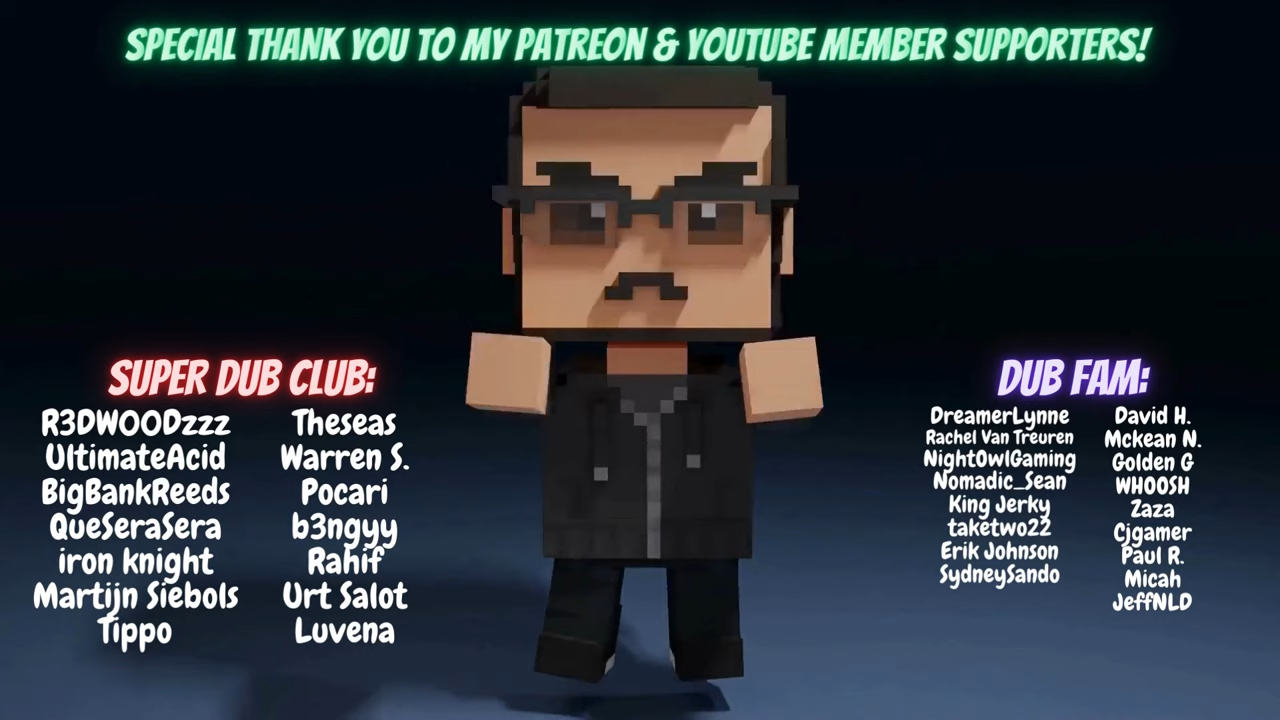 SPECIAL THANK YOU TO MY PATREON & YOUTUBE MEMBER SUPPORTERS!
SUPER DUB CLUB:
R3DWOODzzz
UltimateAcid
BigBankReeds
QueSeraSera
iron knight
Martijn Siebols
Tippo
Theseas
Warren S.
Pocari
b3ngyy
Rahif
Urt Salot
Luvena
DUB FAM:
DreamerLynne
Rachel Van Treuren
NightOwlGaming
Nomadic_Sean
King Jerky
taketwo22
Erik Johnson
SydneySando
David H.
Mckean N.
Golden G
WHOOSH
Zaza
Cjgamer
Paul R.
Micah
JeffNLD